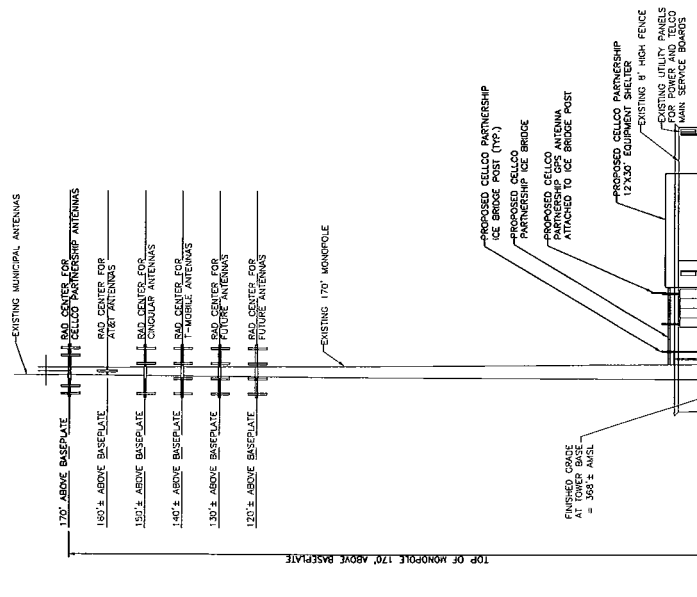 EXISTING MUNICIPAL ANTENNAS
170' ABOVE BASEPLATE
RAD CENTER FOR
CELLCO PARTNERSHIP ANTENNAS
160'± ABOVE BASEPLATE
RAD CENTER FOR
AT&T ANTENNAS
150'± ABOVE BASEPLATE
RAD CENTER FOR
CINGULAR ANTENNAS
140'± ABOVE BASEPLATE
RAD CENTER FOR
T-MOBILE ANTENNAS
130'± ABOVE BASEPLATE
RAD CENTER FOR
FUTURE ANTENNAS
120'± ABOVE BASEPLATE
RAD CENTER FOR
FUTURE ANTENNAS
EXISTING 170' MONOPOLE
PROPOSED CELLCO PARTNERSHIP
ICE BRIDGE POST (TYP.)
PROPOSED CELLCO
PARTNERSHIP ICE BRIDGE
PROPOSED CELLCO
PARTNERSHIP GPS ANTENNA
ATTACHED TO ICE BRIDGE POST
PROPOSED CELLCO PARTNERSHIP
12'X30' EQUIPMENT SHELTER
EXISTING 8' HIGH FENCE
EXISTING UTILITY PANELS
FOR POWER AND TELCO
MAIN SERVICE BOARDS
FINISHED GRADE
AT TOWER BASE
= 368'± AMSL
TOP OF MONOPOLE 170' ABOVE BASEPLATE